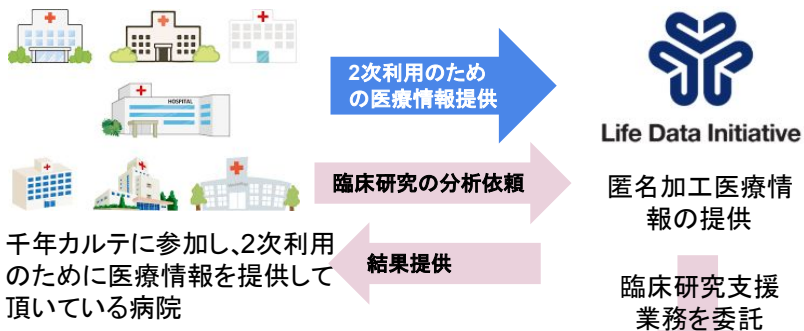 HOSPITAL
2次利用のため
の医療情報提供
Life Data Initiative
臨床研究の分析依頼
匿名加工医療情
報の提供
結果提供
千年カルテに参加し、2次利用
のために医療情報を提供して
頂いている病院
臨床研究支援
業務を委託